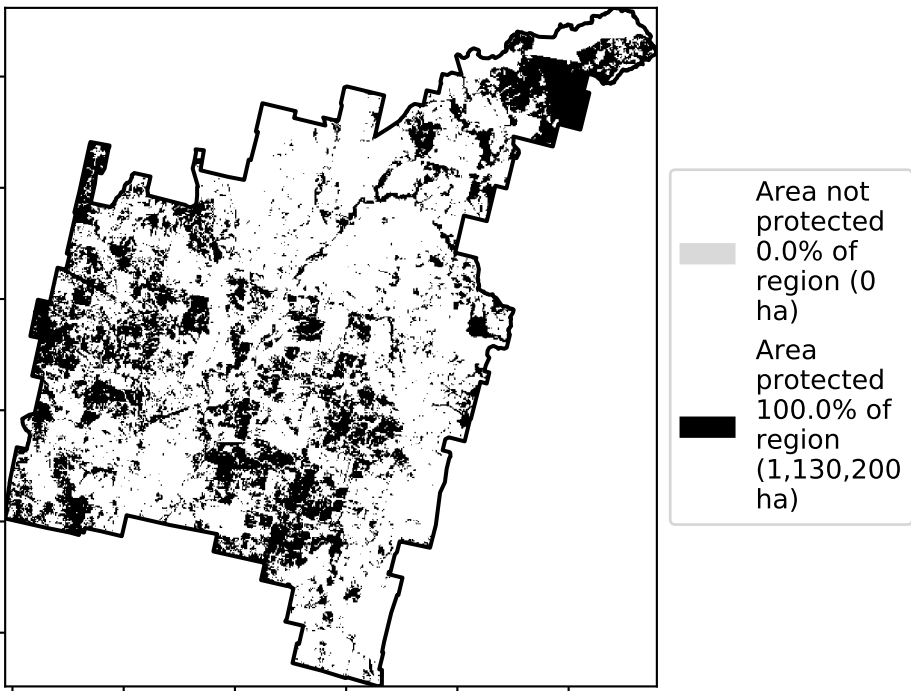 Area not
protected
0.0% of
region (0
ha)
Area
protected
100.0% of
region
(1,130,200
ha)